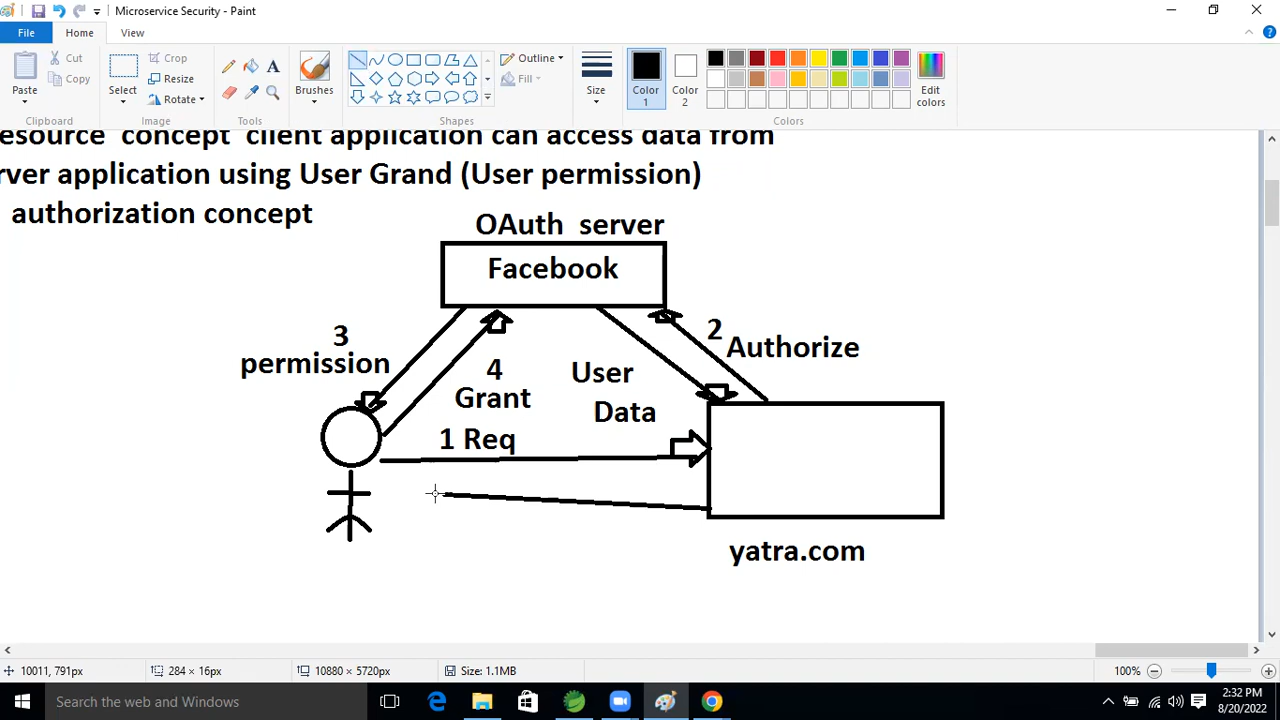 Microservice Security - Paint
File Home View
Paste Cut Copy Clipboard
Select Crop Resize Rotate Image
Tools
Brushes
Outline Fill Shapes
Size
Color 1 Color 2 Edit colors Colors
esource concept client application can access data from
rver application using User Grand (User permission)
authorization concept
OAuth server
Facebook
3
permission
2
Authorize
4
Grant
User
Data
1 Req
yatra.com
10011, 791px 284 × 16px 10880 × 5720px Size: 1.1MB 100%
Search the web and Windows
2:32 PM
8/20/2022